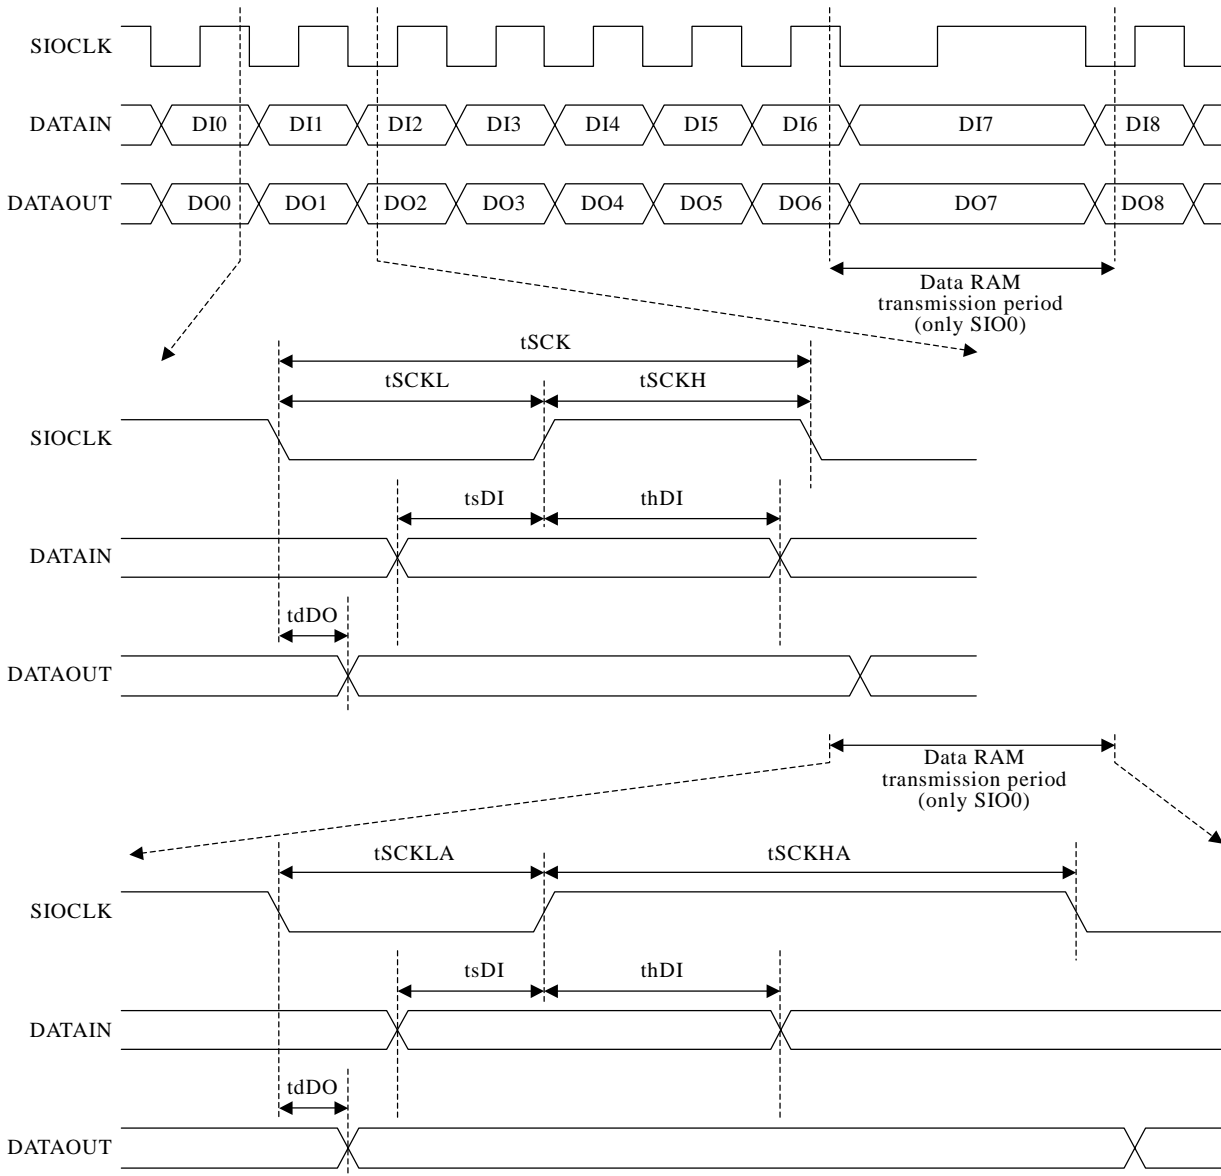 SIOCLK
DATAIN DI0 DI1 DI2 DI3 DI4 DI5 DI6 DI7 DI8
DATAOUT DO0 DO1 DO2 DO3 DO4 DO5 DO6 DO7 DO8
Data RAM
transmission period
(only SIO0)
tSCK
tSCKL tSCKH
SIOCLK
tsDI thDI
DATAIN
tdDO
DATAOUT
Data RAM
transmission period
(only SIO0)
tSCKLA tSCKHA
SIOCLK
tsDI thDI
DATAIN
tdDO
DATAOUT